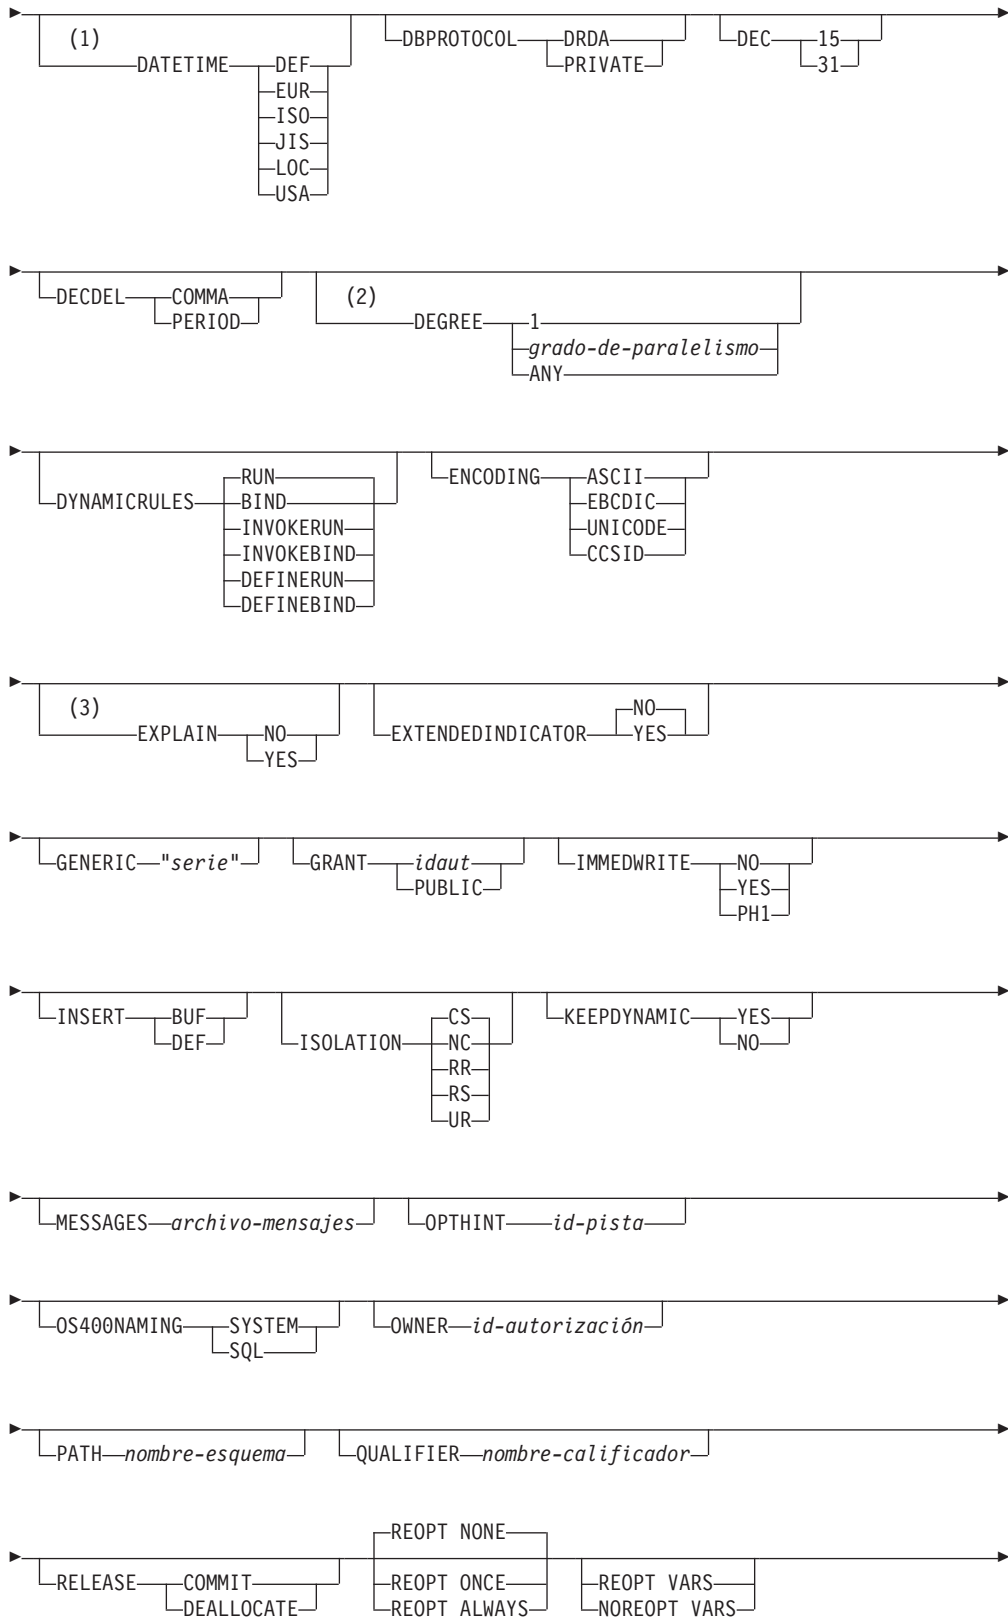 (1)
DATETIME DEF
EUR
ISO
JIS
LOC
USA
DBPROTOCOL DRDA
PRIVATE
DEC 15
31
DECDEL COMMA
PERIOD
(2)
DEGREE 1
grado-de-paralelismo
ANY
RUN
DYNAMICRULES BIND
INVOKERUN
INVOKEBIND
DEFINERUN
DEFINEBIND
ENCODING ASCII
EBCDIC
UNICODE
CCSID
(3)
EXPLAIN NO
YES
NO
EXTENDEDINDICATOR YES
GENERIC "serie"
GRANT idaut
PUBLIC
IMMEDWRITE NO
YES
PH1
INSERT BUF
DEF
CS
ISOLATION NC
RR
RS
UR
KEEPDYNAMIC YES
NO
MESSAGES archivo-mensajes
OPTHINT id-pista
OS400NAMING SYSTEM
SQL
OWNER id-autorización
PATH nombre-esquema
QUALIFIER nombre-calificador
RELEASE COMMIT
DEALLOCATE
REOPT NONE
REOPT ONCE
REOPT ALWAYS
REOPT VARS
NOREOPT VARS